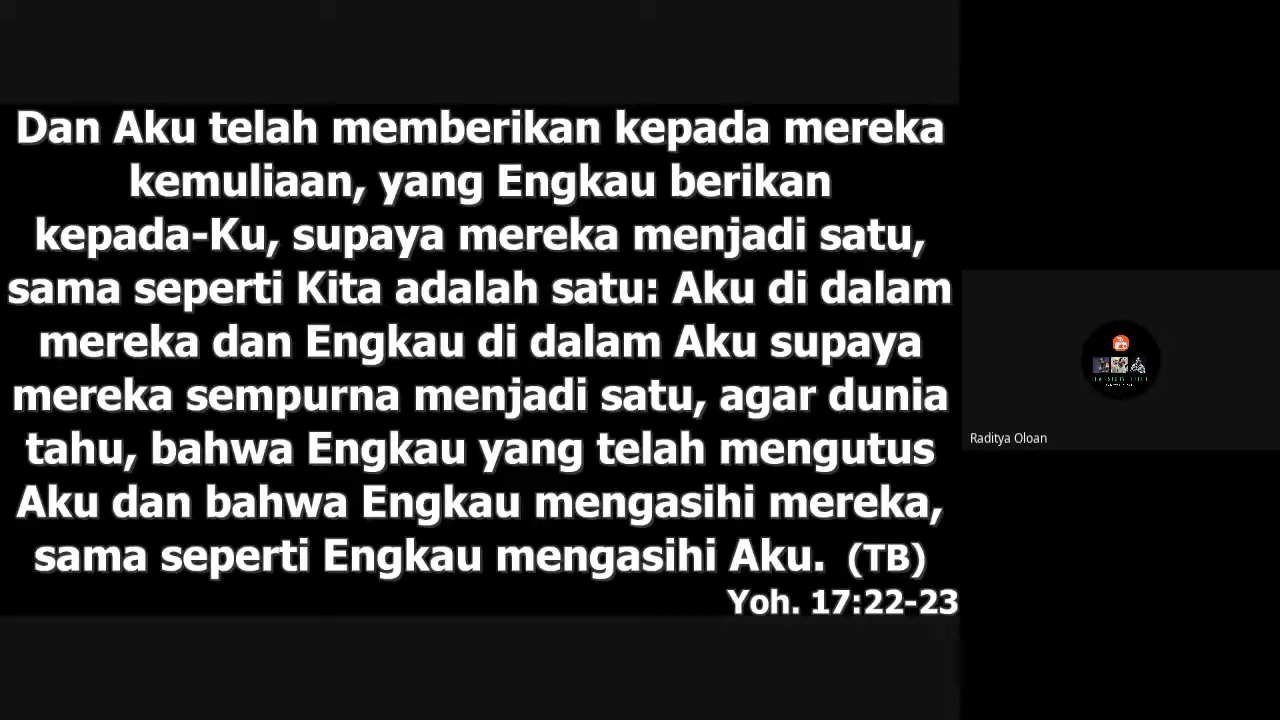 Dan Aku telah memberikan kepada mereka
kemuliaan, yang Engkau berikan
kepada-Ku, supaya mereka menjadi satu,
sama seperti Kita adalah satu: Aku di dalam
mereka dan Engkau di dalam Aku supaya
mereka sempurna menjadi satu, agar dunia
tahu, bahwa Engkau yang telah mengutus
Aku dan bahwa Engkau mengasihi mereka,
sama seperti Engkau mengasihi Aku. (TB)
Yoh. 17:22-23
Raditya Oloan